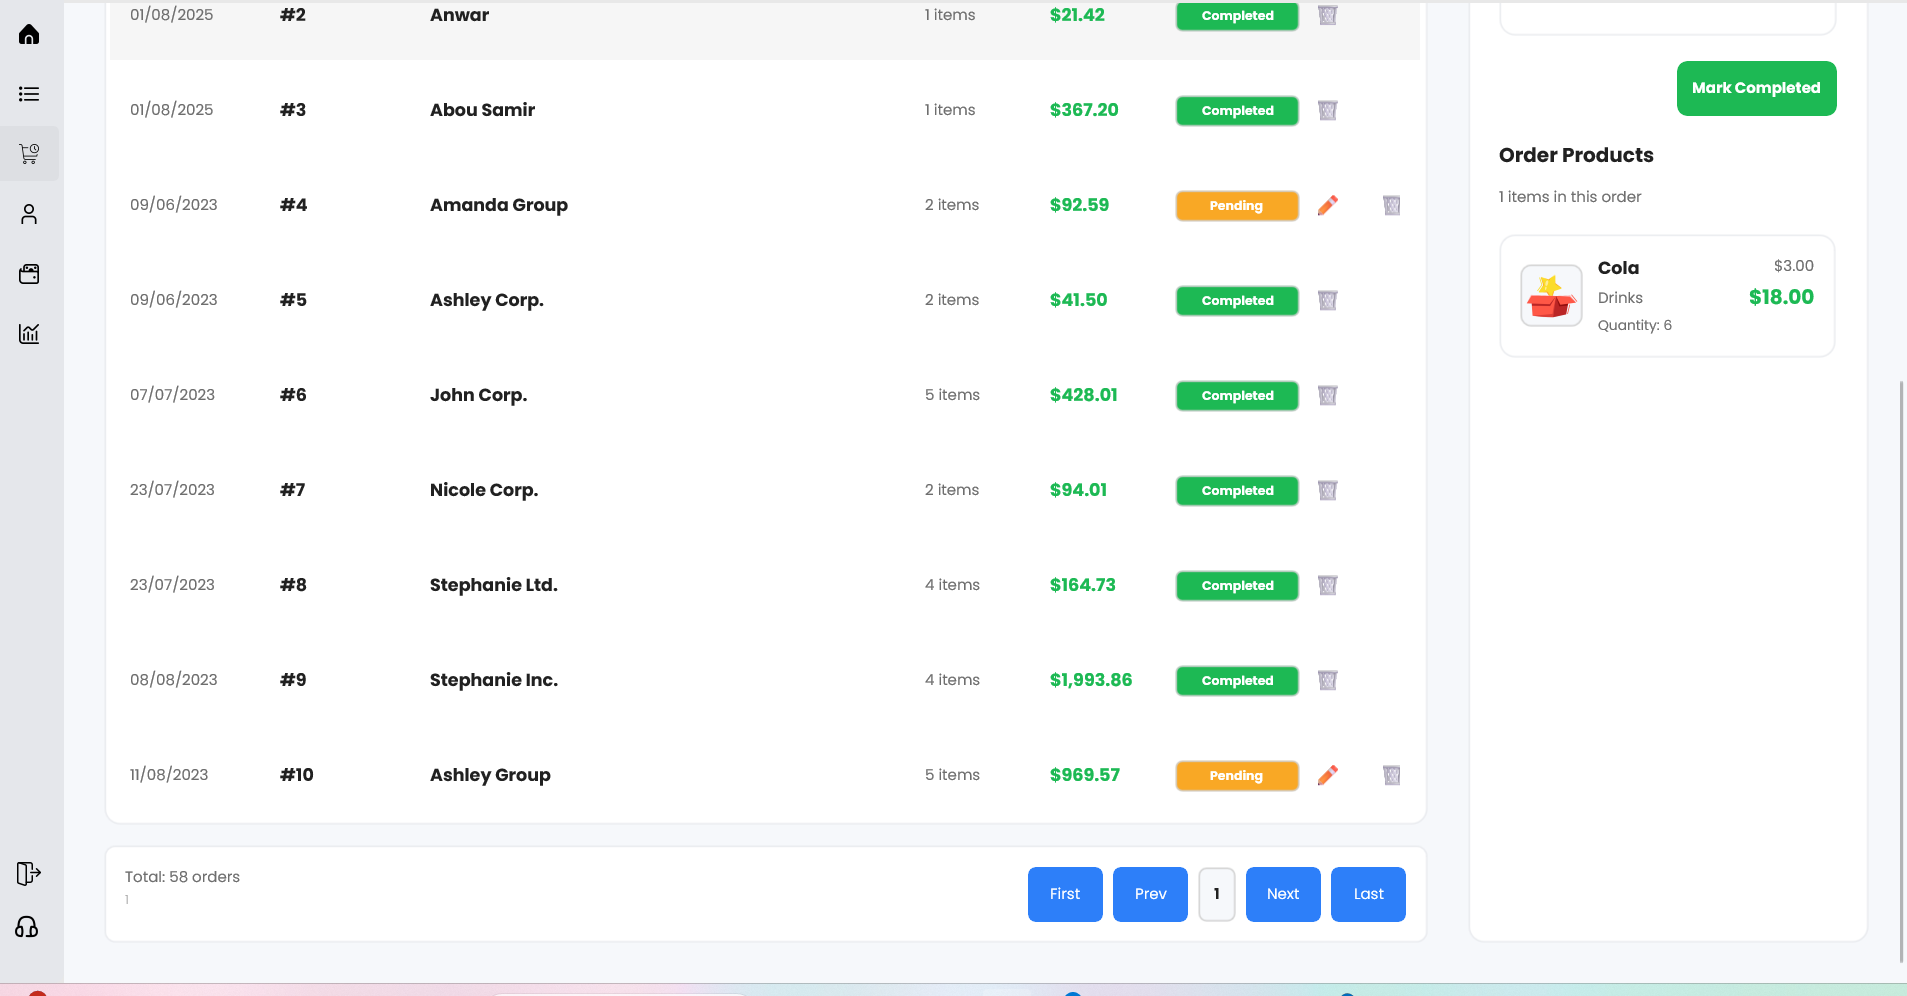 01/08/2025 #2 Anwar 1 items $21.42 Completed
01/08/2025 #3 Abou Samir 1 items $367.20 Completed
09/06/2023 #4 Amanda Group 2 items $92.59 Pending
09/06/2023 #5 Ashley Corp. 2 items $41.50 Completed
07/07/2023 #6 John Corp. 5 items $428.01 Completed
23/07/2023 #7 Nicole Corp. 2 items $94.01 Completed
23/07/2023 #8 Stephanie Ltd. 4 items $164.73 Completed
08/08/2023 #9 Stephanie Inc. 4 items $1,993.86 Completed
11/08/2023 #10 Ashley Group 5 items $969.57 Pending
Total: 58 orders
1
First Prev 1 Next Last
Mark Completed
Order Products
1 items in this order
Cola $3.00
Drinks $18.00
Quantity: 6